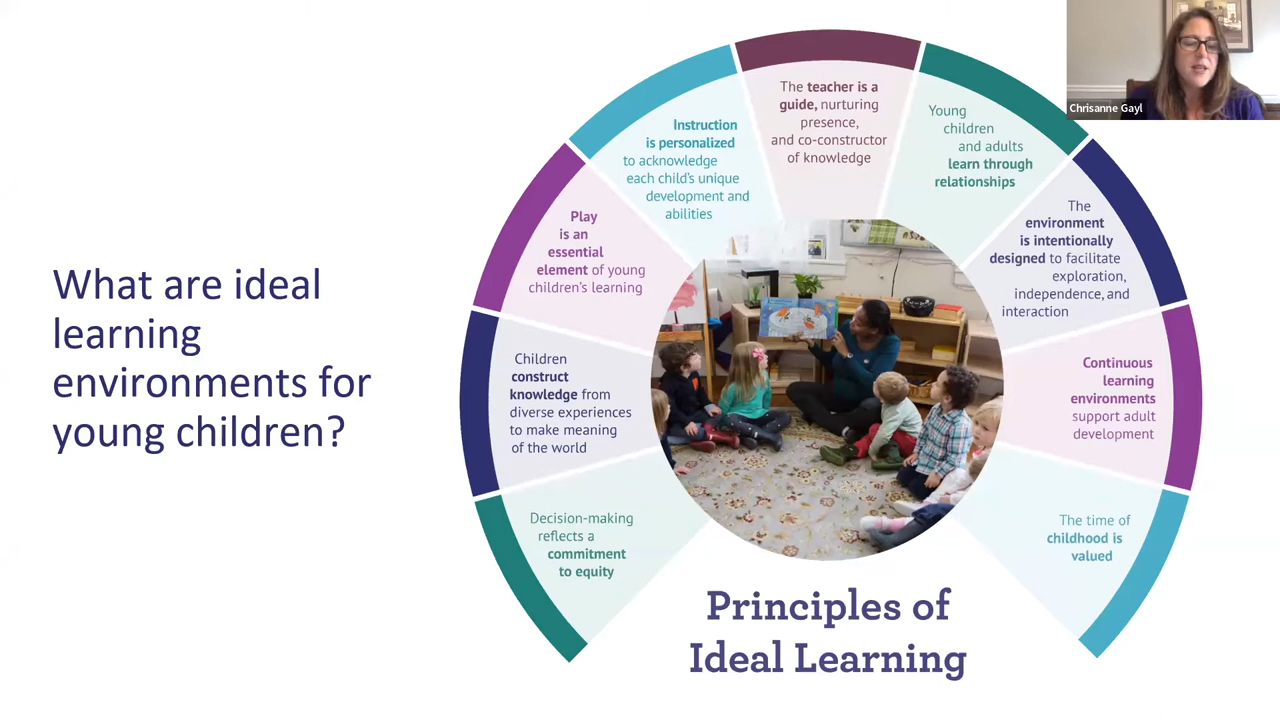 What are ideal
learning
environments for
young children?
Decision-making
reflects a
commitment
to equity
Children
construct
knowledge from
diverse experiences
to make meaning
of the world
Play
is an
essential
element of young
children's learning
Instruction
is personalized
to acknowledge
each child's unique
development and
abilities
The teacher is a
guide, nurturing
presence,
and co-constructor
of knowledge
Young
children
and adults
learn through
relationships
The
environment
is intentionally
designed to facilitate
exploration,
independence, and
interaction
Continuous
learning
environments
support adult
development
The time of
childhood is
valued
Principles of
Ideal Learning
Chrisanne Gayl